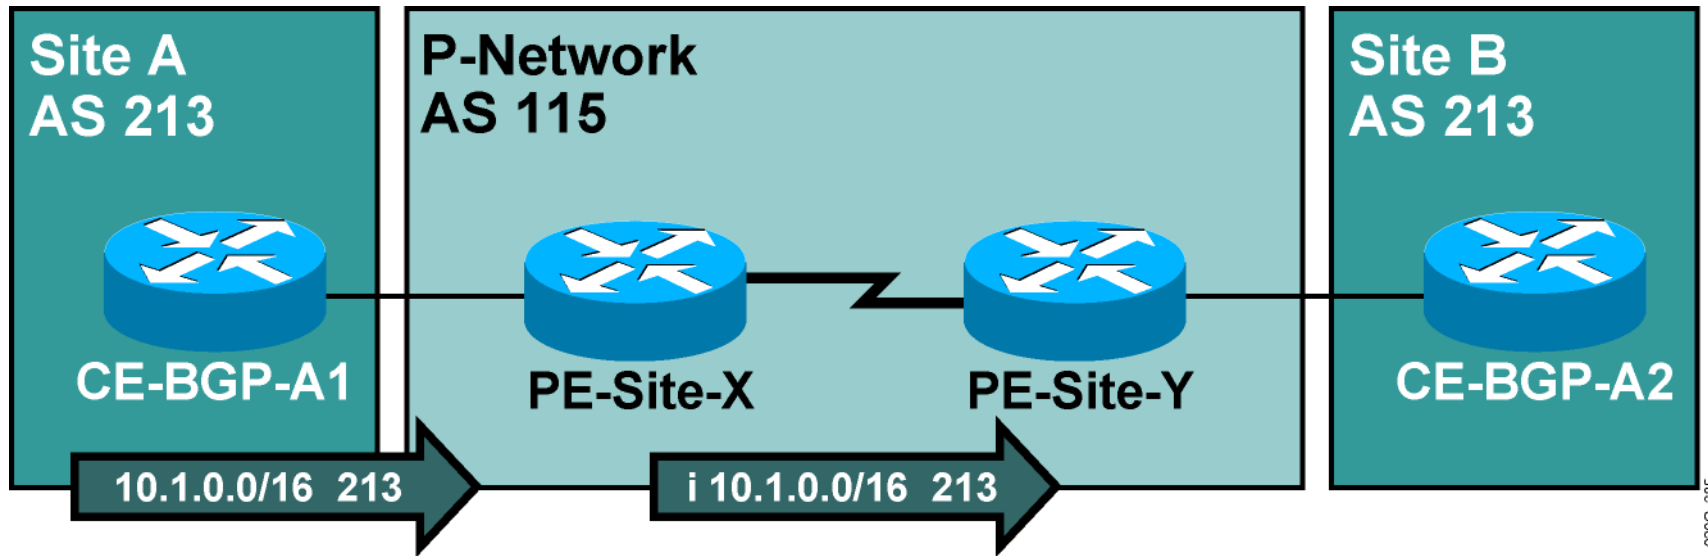 Site A
AS 213
P-Network
AS 115
Site B
AS 213
CE-BGP-A1
PE-Site-X
PE-Site-Y
CE-BGP-A2
10.1.0.0/16 213
i 10.1.0.0/16 213